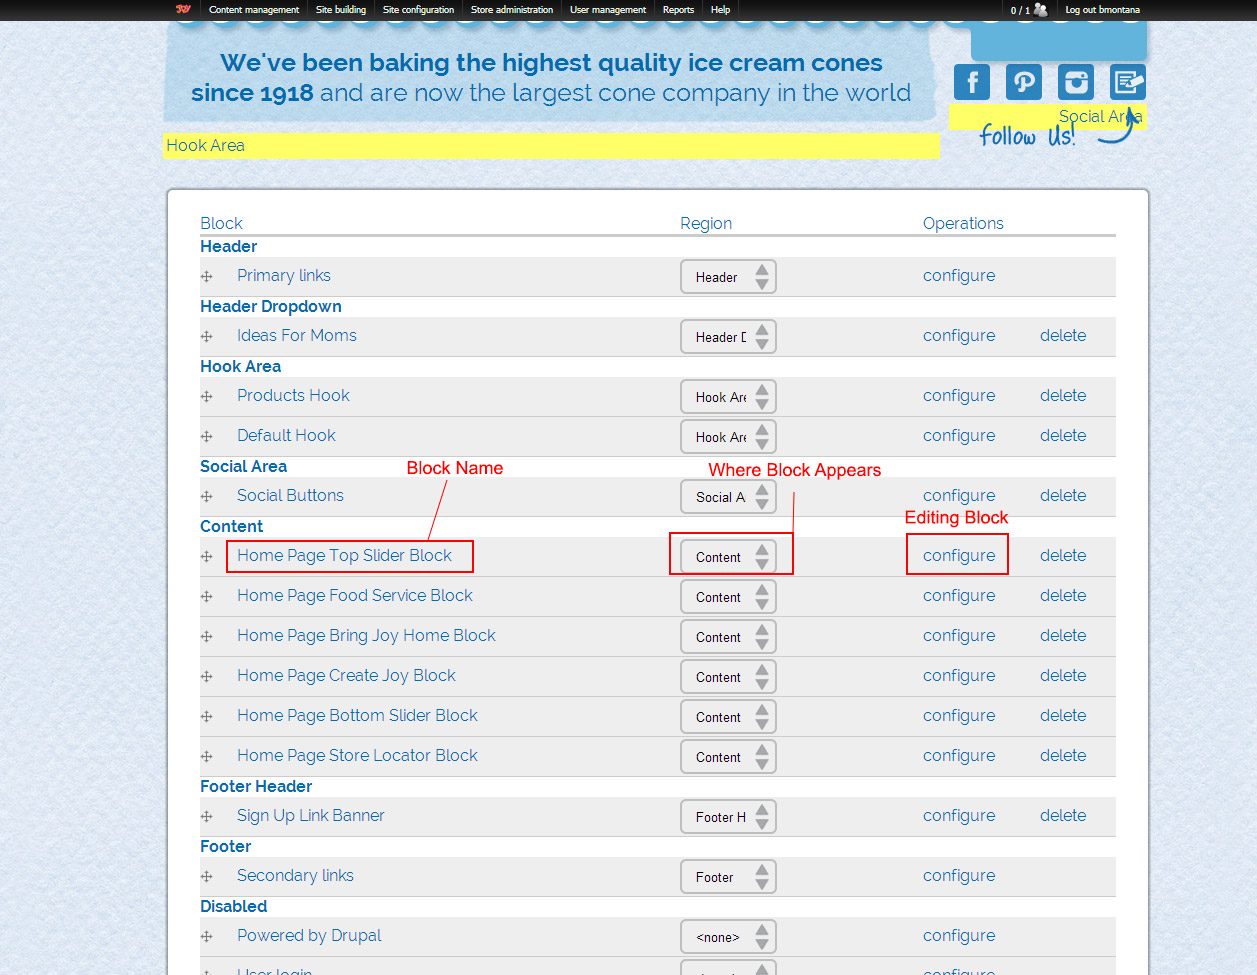 Joy Content management Site building Site configuration Store administration User management Reports Help 0 / 1 Log out bmontana
We've been baking the highest quality ice cream cones
since 1918 and are now the largest cone company in the world
Social Area
follow us!
Hook Area
Block Region Operations
Header
Primary links Header configure
Header Dropdown
Ideas For Moms Header D configure delete
Hook Area
Products Hook Hook Are configure delete
Default Hook Hook Are configure delete
Social Area Block Name Where Block Appears
Social Buttons Social A configure delete
Content Editing Block
Home Page Top Slider Block Content configure delete
Home Page Food Service Block Content configure delete
Home Page Bring Joy Home Block Content configure delete
Home Page Create Joy Block Content configure delete
Home Page Bottom Slider Block Content configure delete
Home Page Store Locator Block Content configure delete
Footer Header
Sign Up Link Banner Footer H configure delete
Footer
Secondary links Footer configure
Disabled
Powered by Drupal <none> configure
User login configure